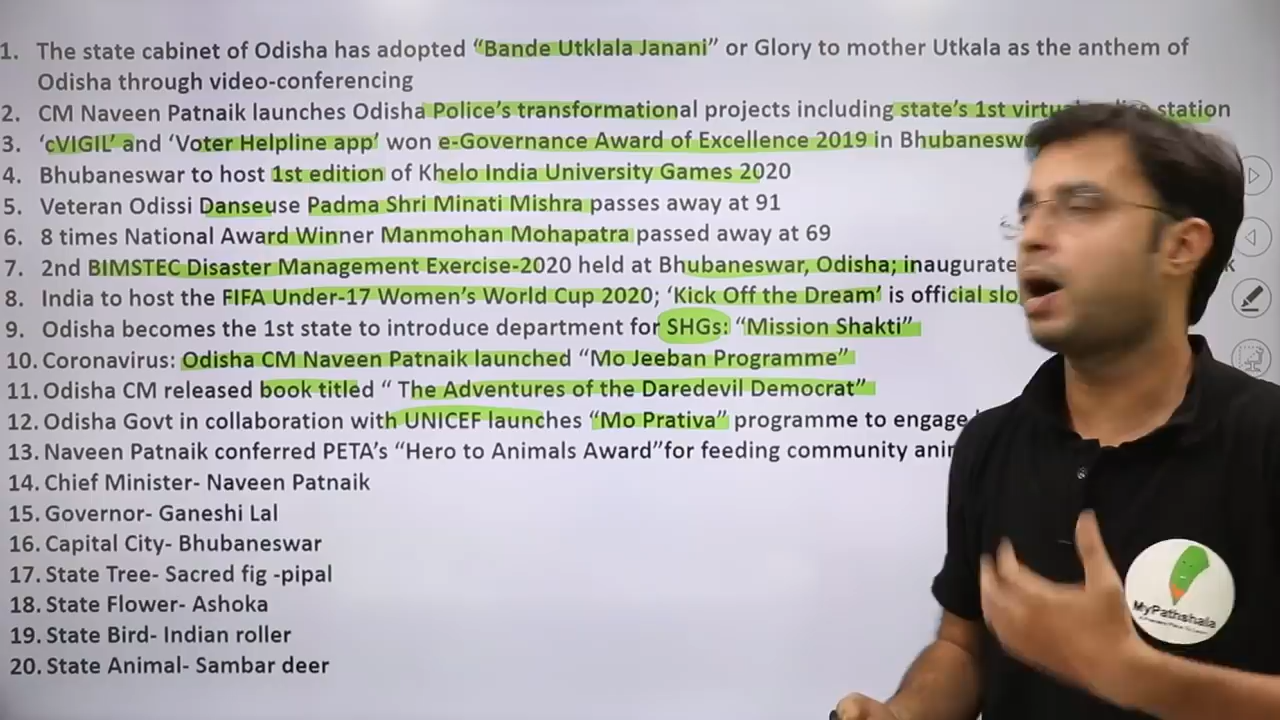 1. The state cabinet of Odisha has adopted “Bande Utklala Janani” or Glory to mother Utkala as the anthem of
Odisha through video-conferencing
2. CM Naveen Patnaik launches Odisha Police’s transformational projects including state’s 1st station
3. ‘cVIGIL’ and ‘Voter Helpline app’ won e-Governance Award of Excellence 2019 in
4. Bhubaneswar to host 1st edition of Khelo India University Games 2020
5. Veteran Odissi Danseuse Padma Shri Minati Mishra passes away at 91
6. 8 times National Award Winner Manmohan Mohapatra passed away at 69
7. 2nd BIMSTEC Disaster Management Exercise-2020 held at Bhubaneswar, Odisha; inaugurate
8. India to host the FIFA Under-17 Women’s World Cup 2020; ‘Kick Off the Dream’ is official
9. Odisha becomes the 1st state to introduce department for SHGs: “Mission Shakti”
10. Coronavirus: Odisha CM Naveen Patnaik launched “Mo Jeeban Programme”
11. Odisha CM released book titled “ The Adventures of the Daredevil Democrat”
12. Odisha Govt in collaboration with UNICEF launches “Mo Prativa” programme to engage
13. Naveen Patnaik conferred PETA’s “Hero to Animals Award”for feeding community
14. Chief Minister- Naveen Patnaik
15. Governor- Ganeshi Lal
16. Capital City- Bhubaneswar
17. State Tree- Sacred fig -pipal
18. State Flower- Ashoka
19. State Bird- Indian roller
20. State Animal- Sambar deer
MyPathshala